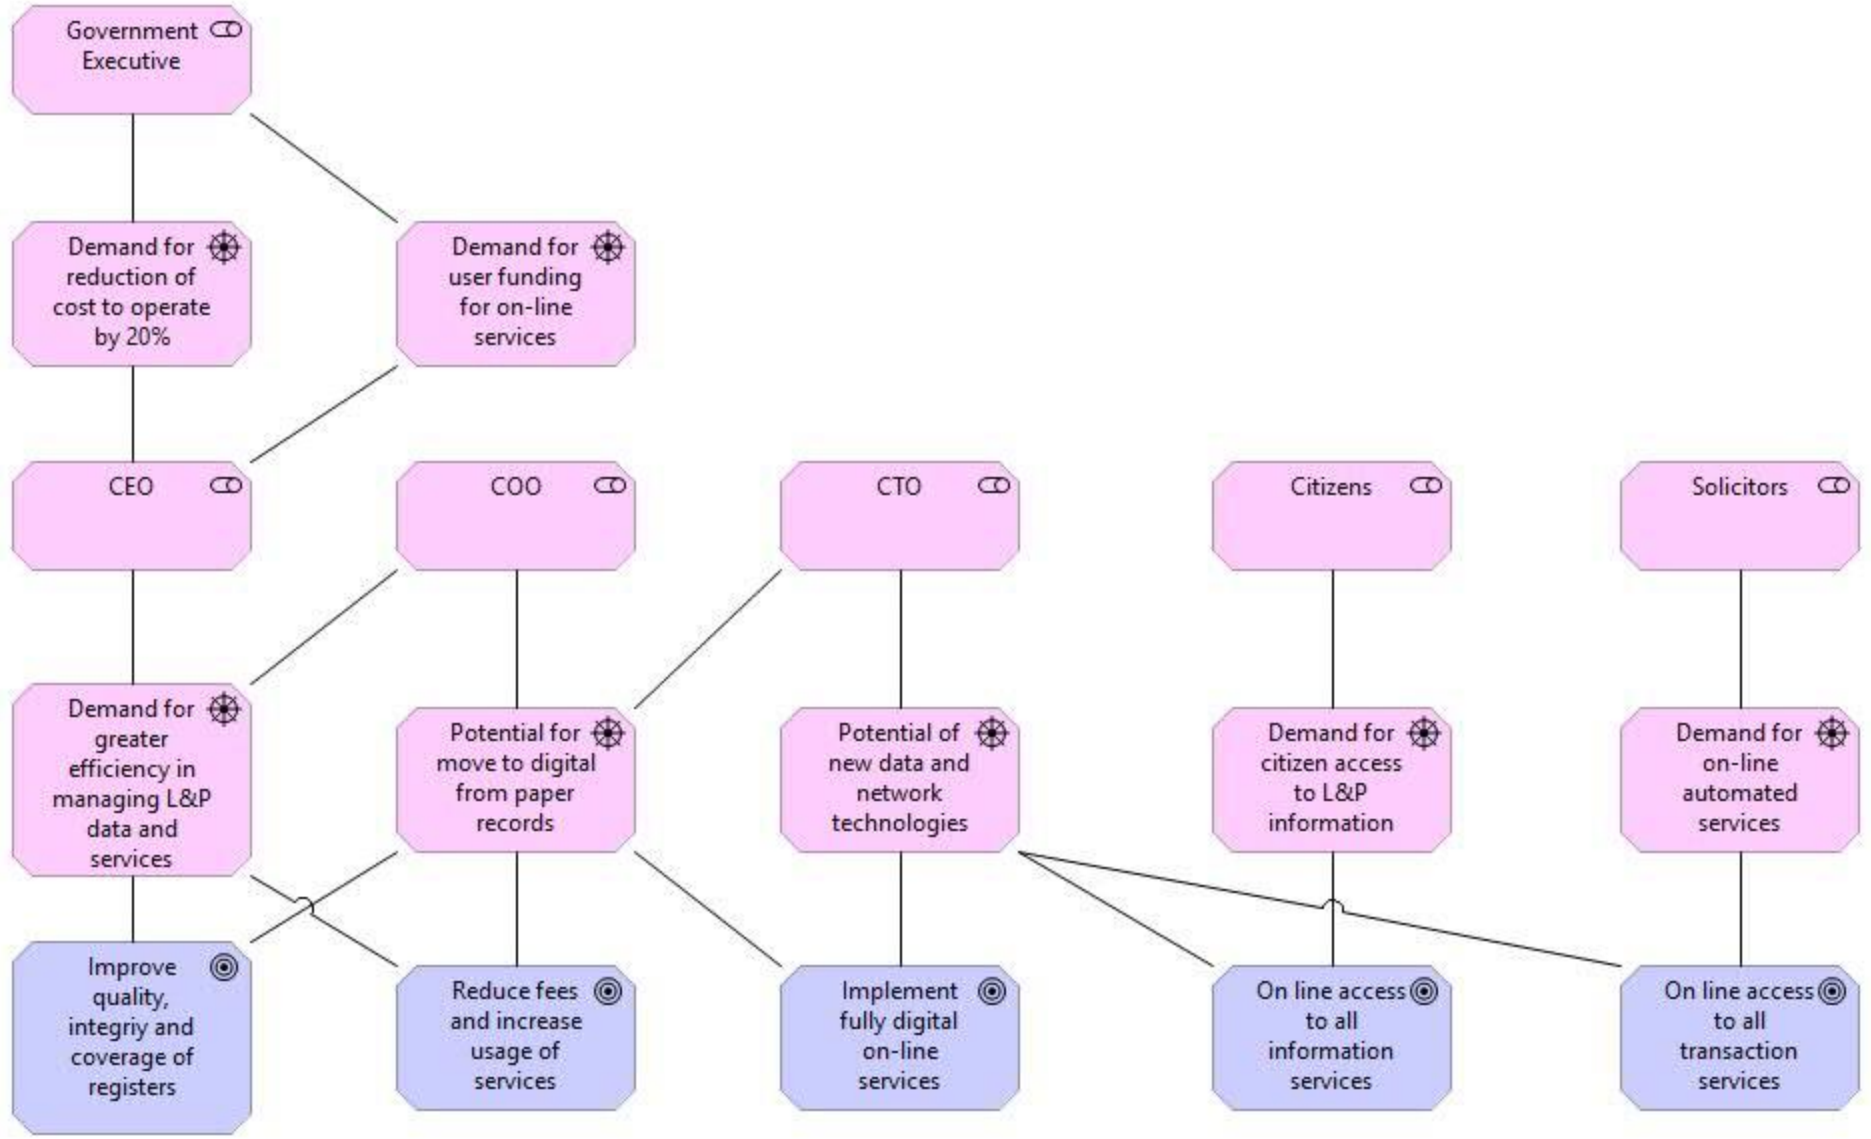 Government
Executive
Demand for
reduction of
cost to operate
by 20%
Demand for
user funding
for on-line
services
CEO
COO
CTO
Citizens
Solicitors
Demand for
greater
efficiency in
managing L&P
data and
services
Potential for
move to digital
from paper
records
Potential of
new data and
network
technologies
Demand for
citizen access
to L&P
information
Demand for
on-line
automated
services
Improve
quality,
integriy and
coverage of
registers
Reduce fees
and increase
usage of
services
Implement
fully digital
on-line
services
On line access
to all
information
services
On line access
to all
transaction
services